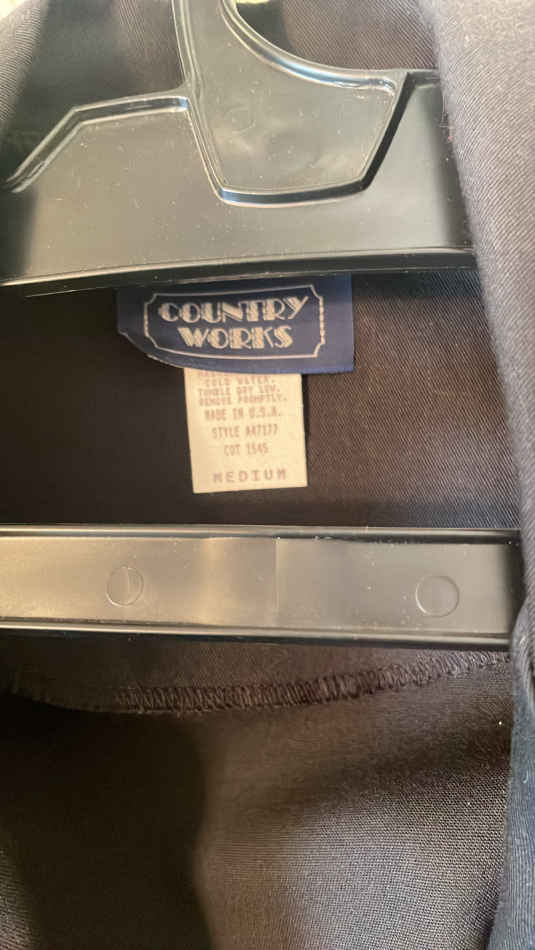 COUNTRY
WORKS
COLD WATER.
TUMBLE DRY LOW.
REMOVE PROMPTLY.
MADE IN U.S.A.
STYLE A47177
CUT 1545
MEDIUM